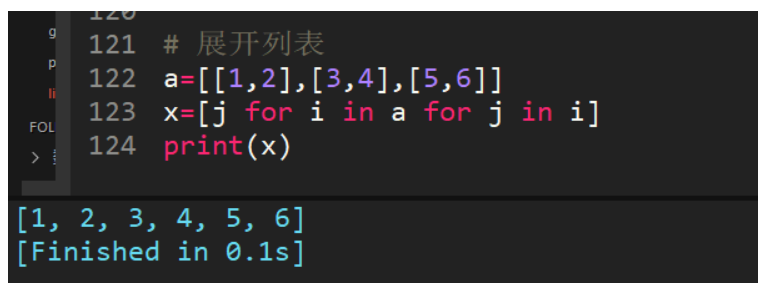 121 # 展开列表
122 a=[[1,2],[3,4],[5,6]]
123 x=[j for i in a for j in i]
124 print(x)
g
p
li
FOL
>
[1, 2, 3, 4, 5, 6]
[Finished in 0.1s]